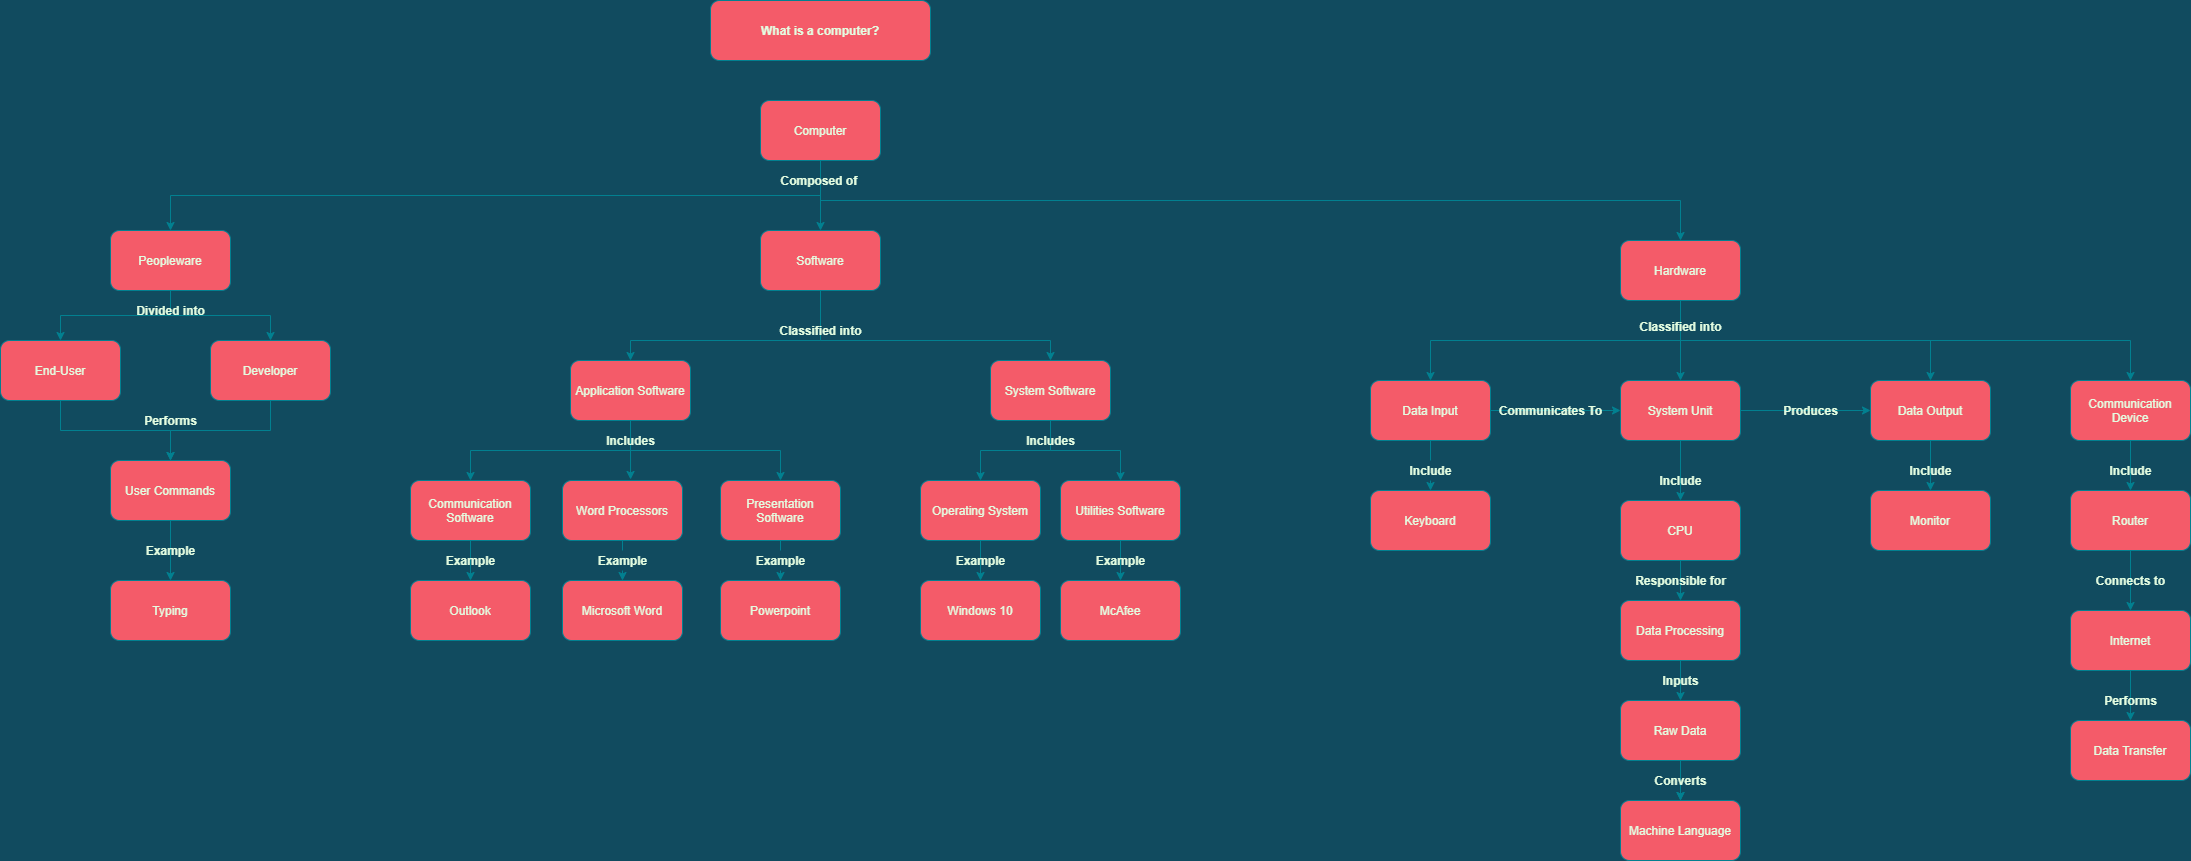 What is a computer?
Computer
Composed of
Peopleware
Software
Hardware
Divided into
Classified into
Classified into
End-User
Developer
Application Software
System Software
Data Input
Communicates To
System Unit
Produces
Data Output
Communication
Device
Performs
Includes
Includes
Include
Include
Include
Include
User Commands
Communication
Software
Word Processors
Presentation
Software
Operating System
Utilities Software
Keyboard
CPU
Monitor
Router
Example
Example
Example
Example
Example
Example
Responsible for
Connects to
Typing
Outlook
Microsoft Word
Powerpoint
Windows 10
McAfee
Data Processing
Internet
Inputs
Performs
Raw Data
Data Transfer
Converts
Machine Language